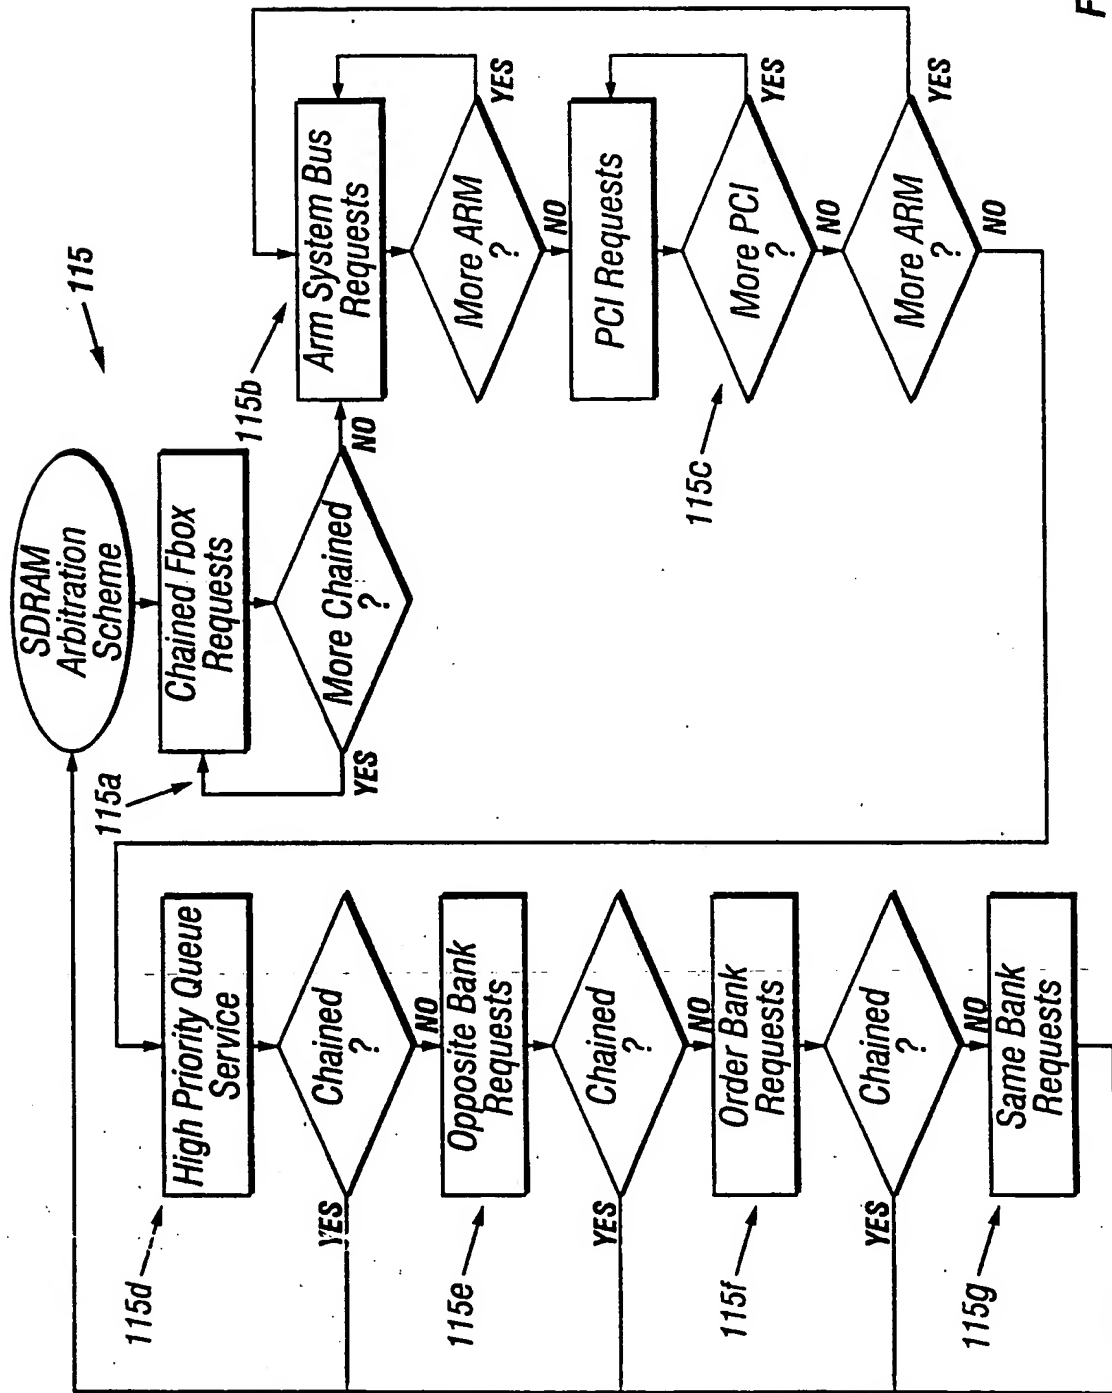 115
SDRAM
Arbitration
Scheme
115a
Chained Fbox
Requests
More Chained
?
YES
NO
115b
Arm System Bus
Requests
More ARM
?
YES
NO
PCI Requests
115c
More PCI
?
YES
NO
More ARM
?
YES
NO
115d
High Priority Queue
Service
Chained
?
YES
NO
115e
Opposite Bank
Requests
Chained
?
YES
NO
115f
Order Bank
Requests
Chained
?
YES
NO
115g
Same Bank
Requests